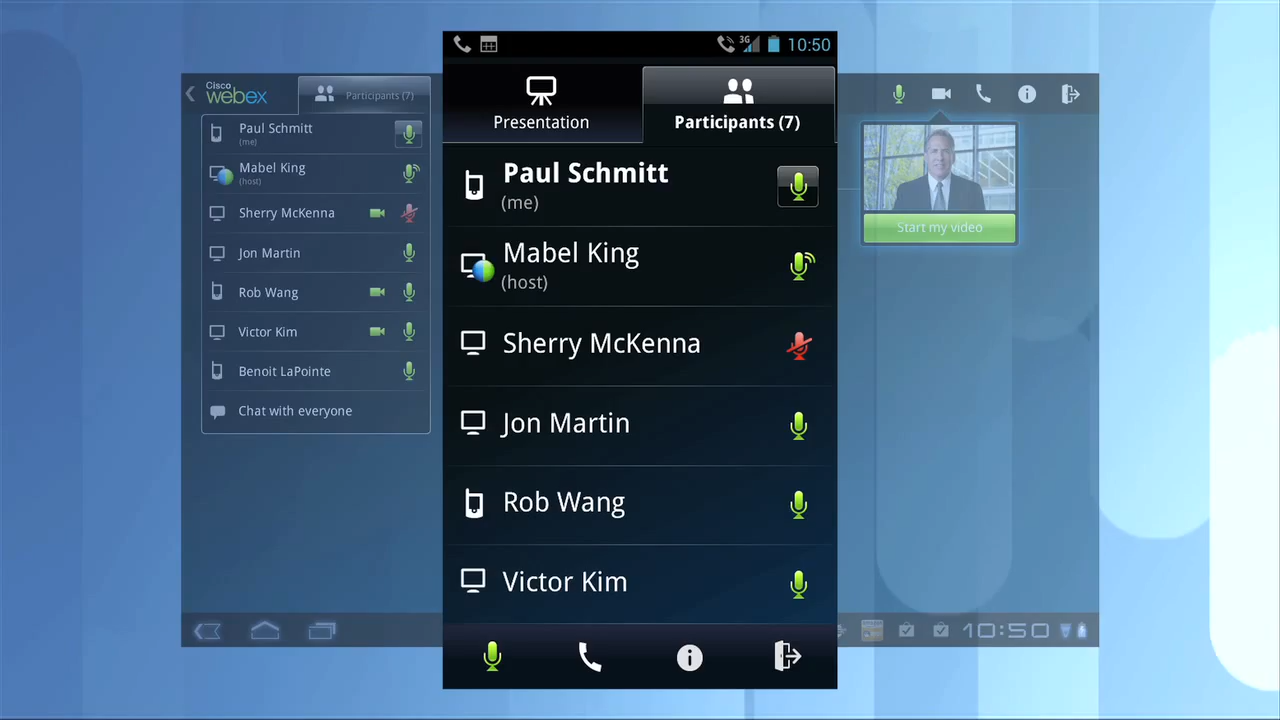 Cisco
webex
Participants (7)
Paul Schmitt
(me)
Mabel King
(host)
Sherry McKenna
Jon Martin
Rob Wang
Victor Kim
Benoit LaPointe
Chat with everyone
3G
10:50
Presentation
Participants (7)
Paul Schmitt
(me)
Mabel King
(host)
Sherry McKenna
Jon Martin
Rob Wang
Victor Kim
Start my video
10:50